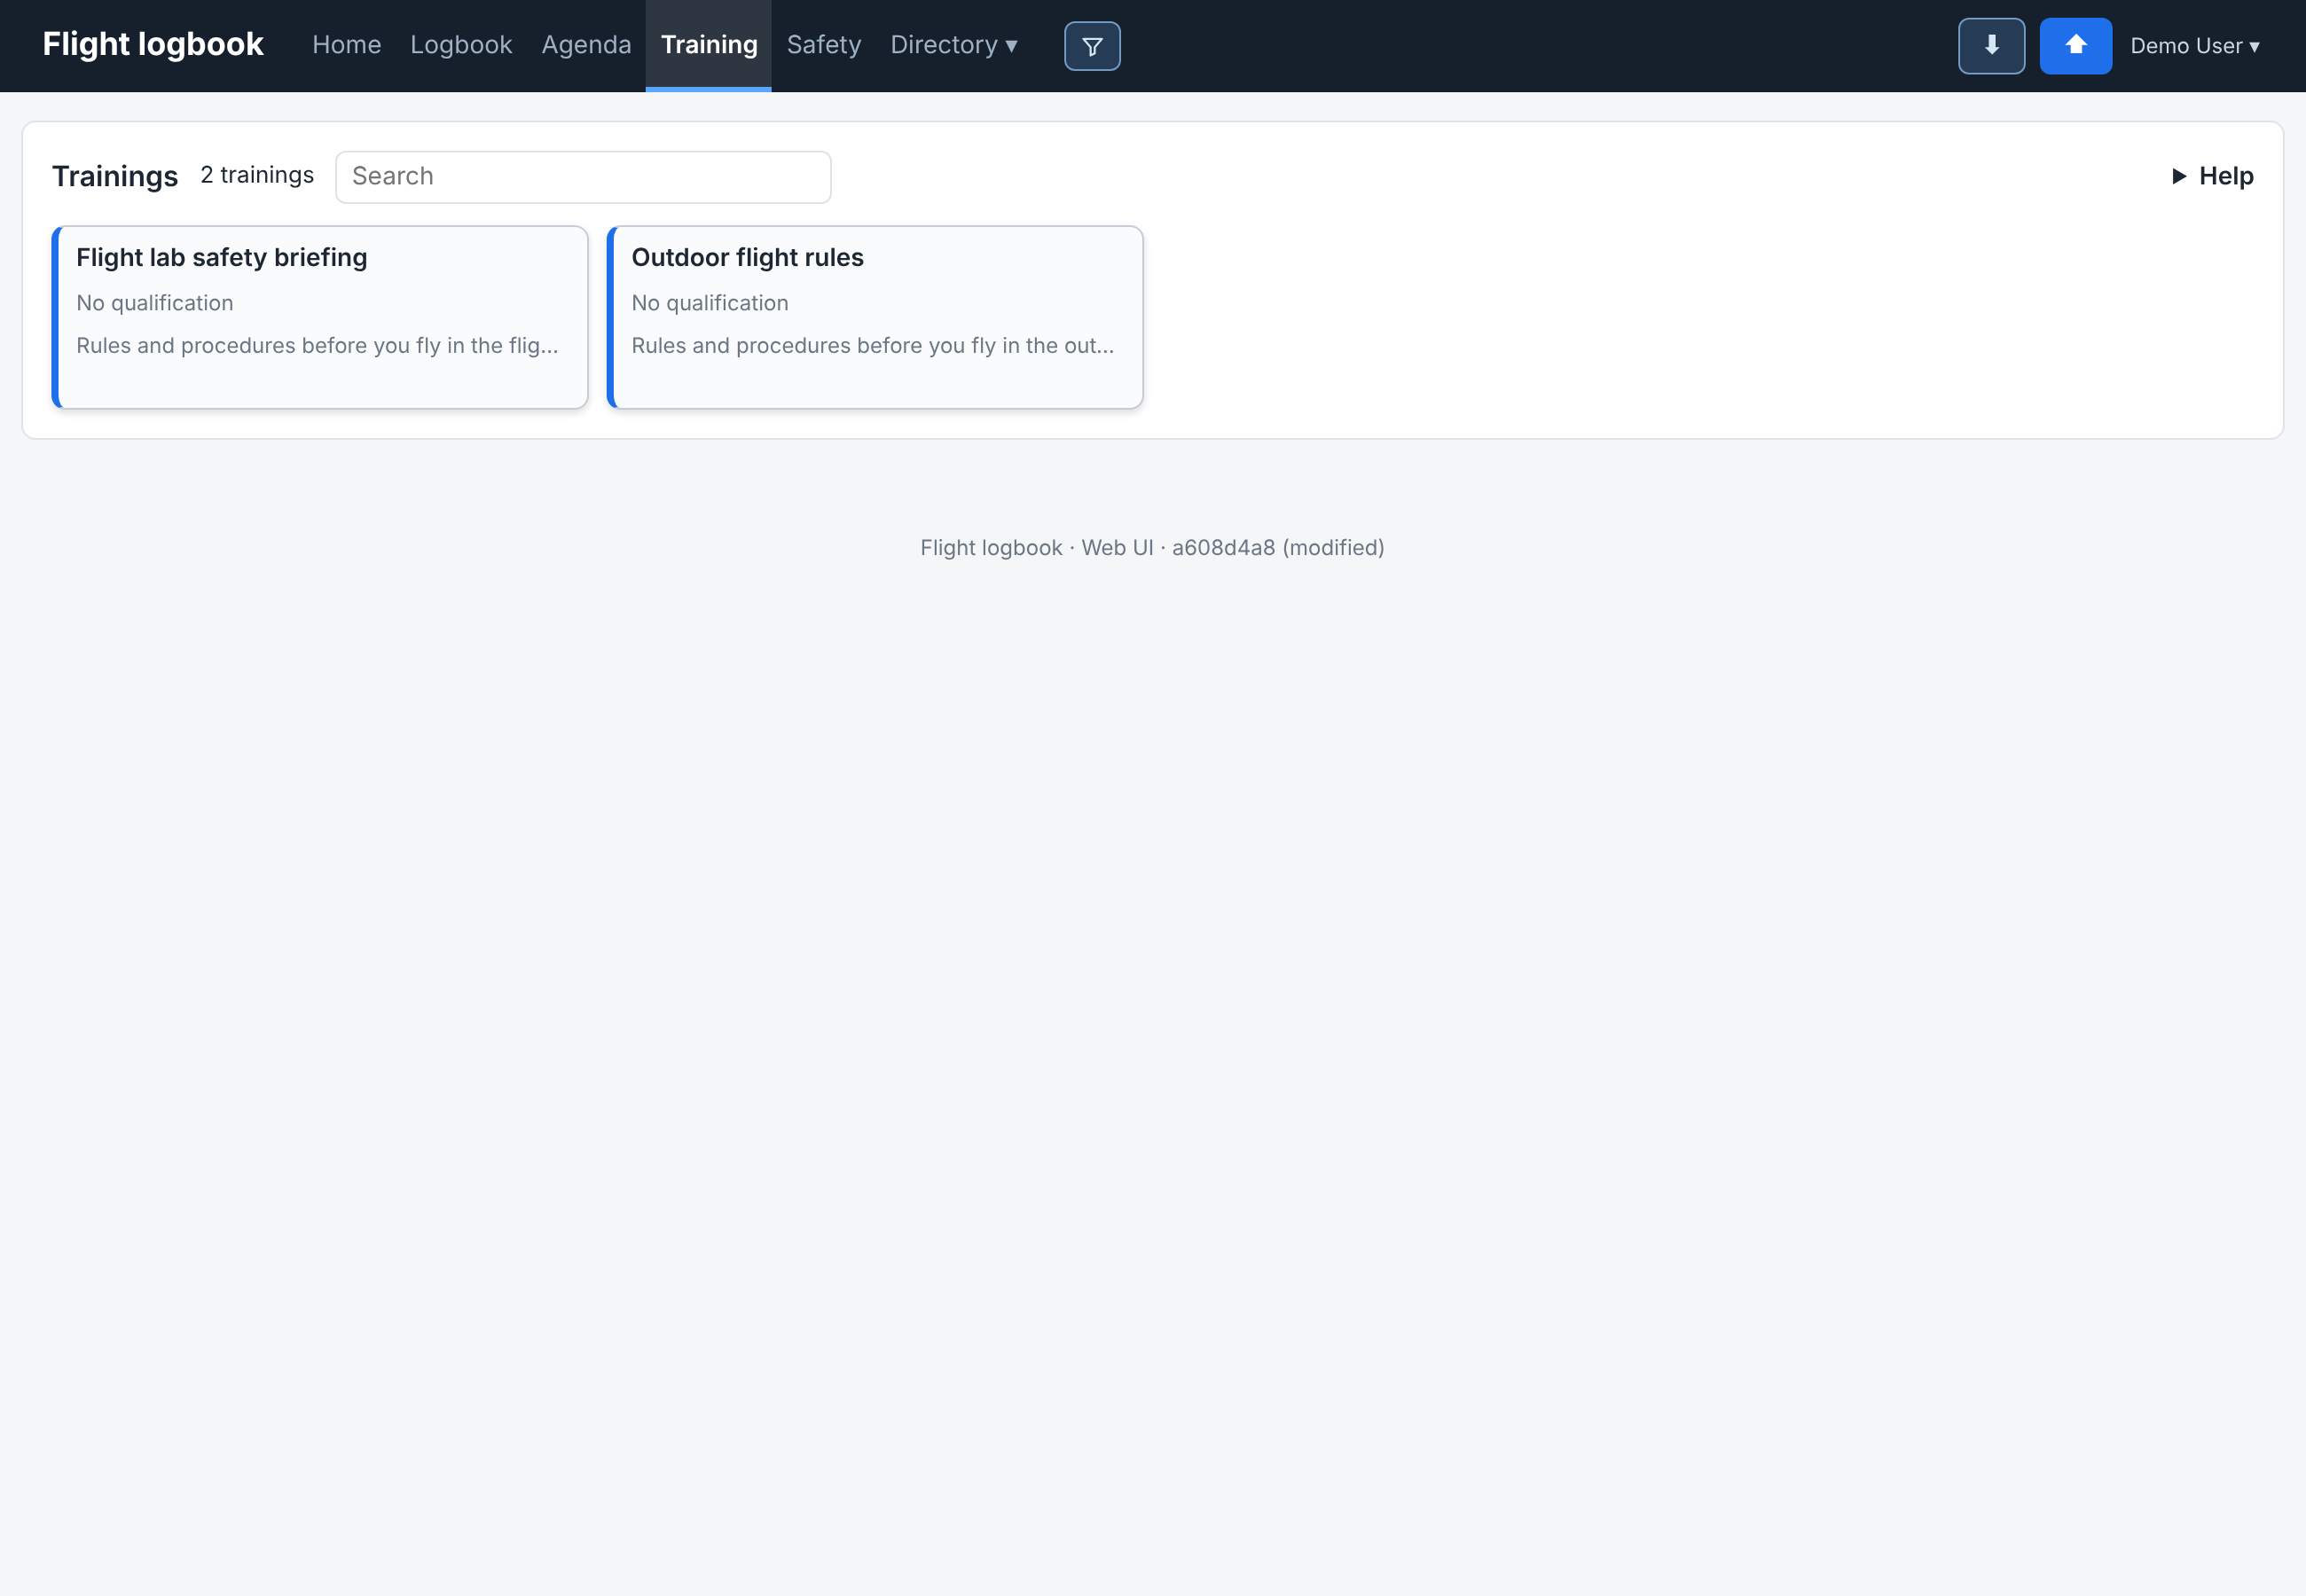 Flight logbook Home Logbook Agenda Training Safety Directory ▾ Demo User ▾
Trainings 2 trainings Search ▶ Help
Flight lab safety briefing
No qualification
Rules and procedures before you fly in the flig...
Outdoor flight rules
No qualification
Rules and procedures before you fly in the out...
Flight logbook · Web UI · a608d4a8 (modified)